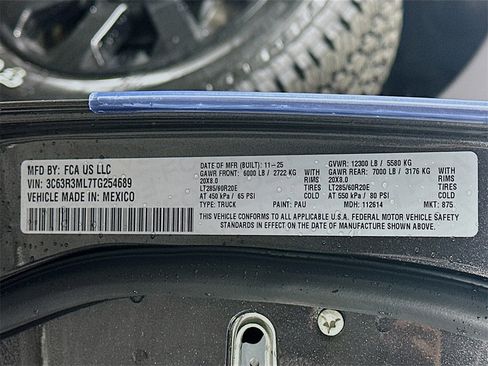 MFD BY: FCA US LLC
VIN: 3C63R3ML7TG254689
VEHICLE MADE IN: MEXICO
DATE OF MFR (BUILT): 11-25 GVWR: 12300 LB / 5580 KG
GAWR FRONT: 6000 LB / 2722 KG WITH GAWR REAR: 7000 LB / 3176 KG WITH
20X8.0 RIMS 20X8.0 RIMS
LT285/60R20E TIRES LT285/60R20E TIRES
AT 450 kPa / 65 PSI COLD AT 550 kPa / 80 PSI COLD
TYPE: TRUCK PAINT: PAU MDH: 112614 MKT: 875
THIS VEHICLE CONFORMS TO ALL APPLICABLE U.S.A. FEDERAL MOTOR VEHICLE SAFETY
STANDARDS IN EFFECT ON THE DATE OF MANUFACTURE SHOWN ABOVE.